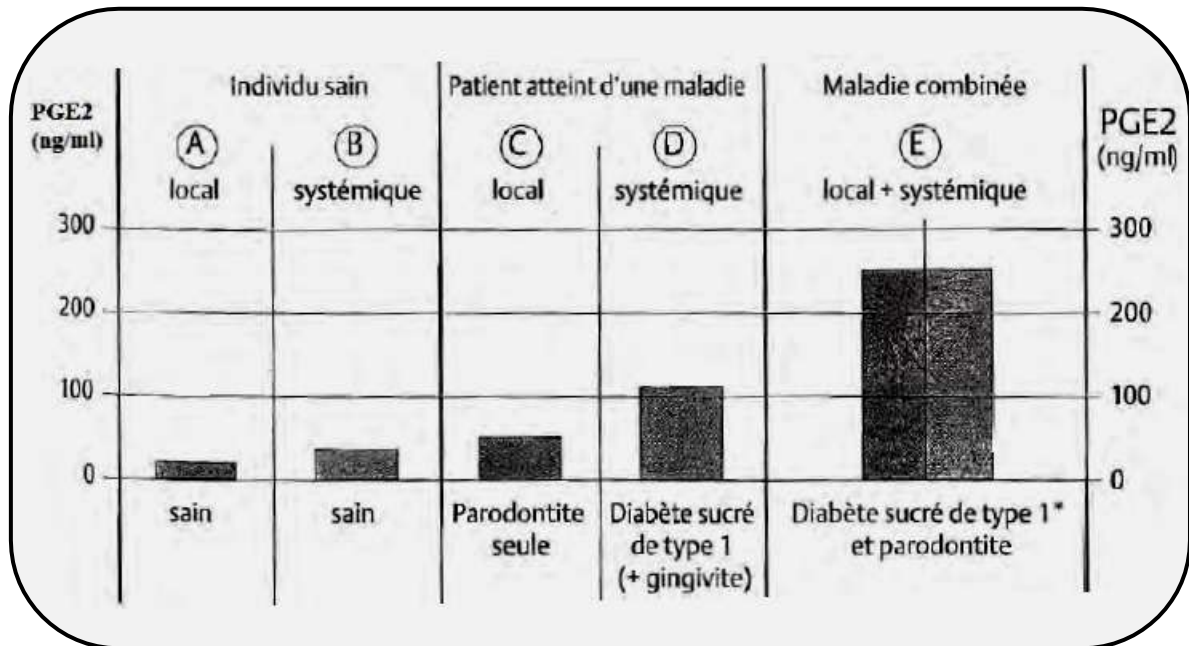 Individu sain
Patient atteint d'une maladie
Maladie combinée
PGE2
(ng/ml)
PGE2
(ng/ml)
A
B
C
D
E
local
systémique
local
systémique
local + systémique
300
300
200
200
100
100
0
0
sain
sain
Parodontite
seule
Diabète sucré
de type 1
(+ gingivite)
Diabète sucré de type 1*
et parodontite